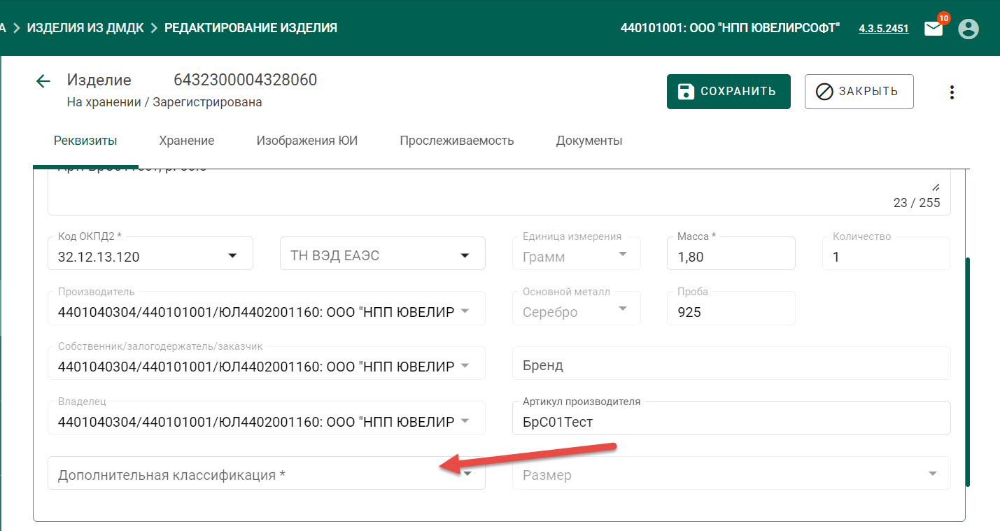 А > ИЗДЕЛИЯ ИЗ ДМДК > РЕДАКТИРОВАНИЕ ИЗДЕЛИЯ 440101001: ООО "НПП ЮВЕЛИРСОФТ" 4.3.5.2451 10
Изделие 6432300004328060
СОХРАНИТЬ ЗАКРЫТЬ
На хранении / Зарегистрирована
Реквизиты Хранение Изображения ЮИ Прослеживаемость Документы
23 / 255
Код ОКПД2 * Единица измерения Масса * Количество
32.12.13.120 ТН ВЭД ЕАЭС Грамм 1,80 1
Производитель Основной металл Проба
4401040304/440101001/ЮЛ4402001160: ООО "НПП ЮВЕЛИР Серебро 925
Собственник/залогодержатель/заказчик
4401040304/440101001/ЮЛ4402001160: ООО "НПП ЮВЕЛИР Бренд
Владелец Артикул производителя
4401040304/440101001/ЮЛ4402001160: ООО "НПП ЮВЕЛИР БрС01Тест
Дополнительная классификация * Размер